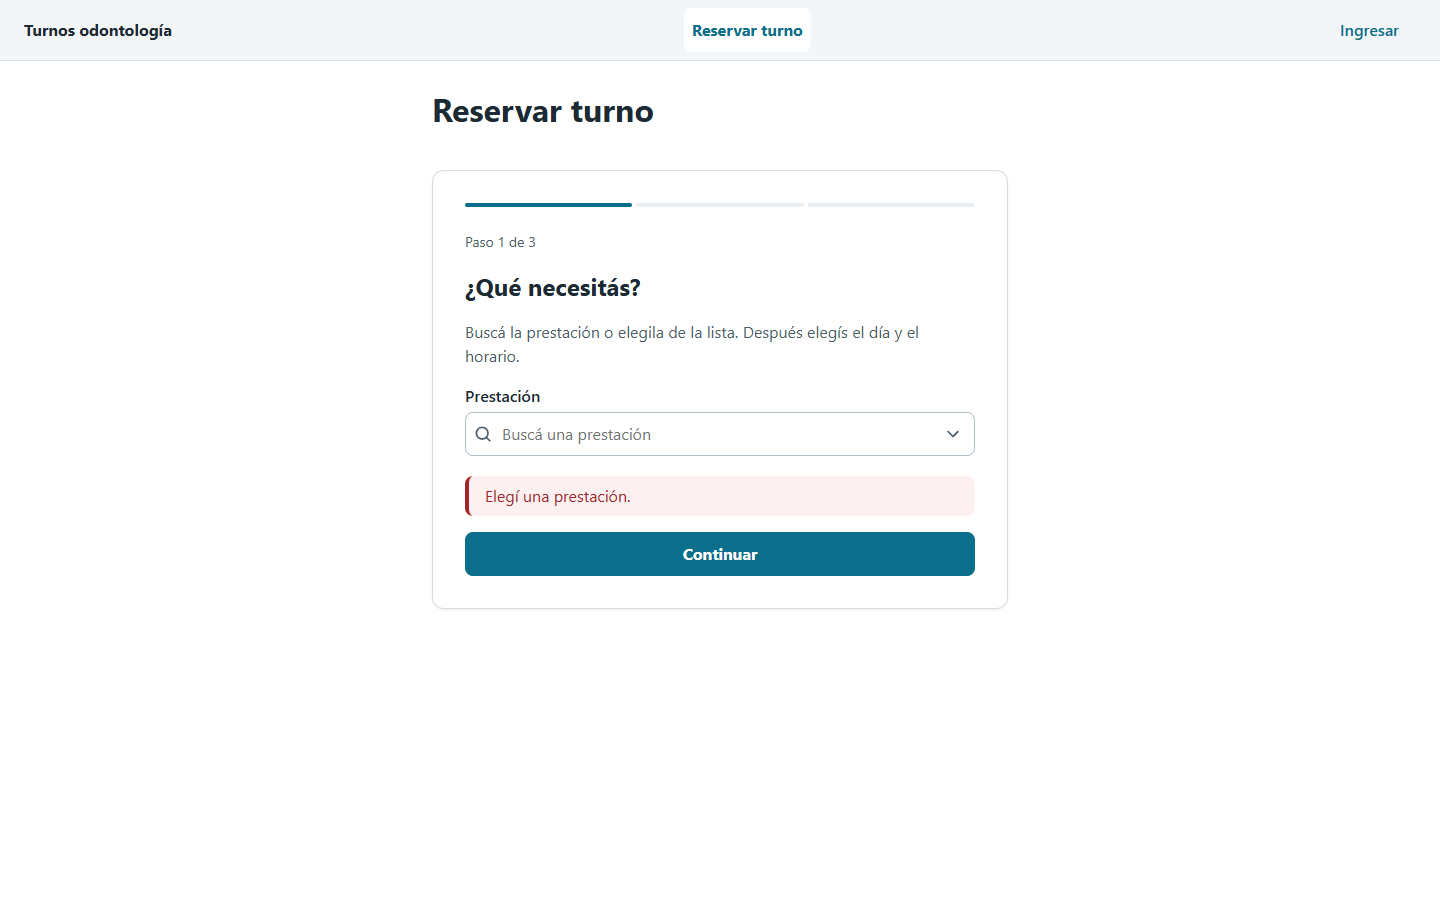 Turnos odontología
Reservar turno
Ingresar
Reservar turno
Paso 1 de 3
¿Qué necesitás?
Buscá la prestación o elegila de la lista. Después elegís el día y el
horario.
Prestación
Buscá una prestación
Elegí una prestación.
Continuar